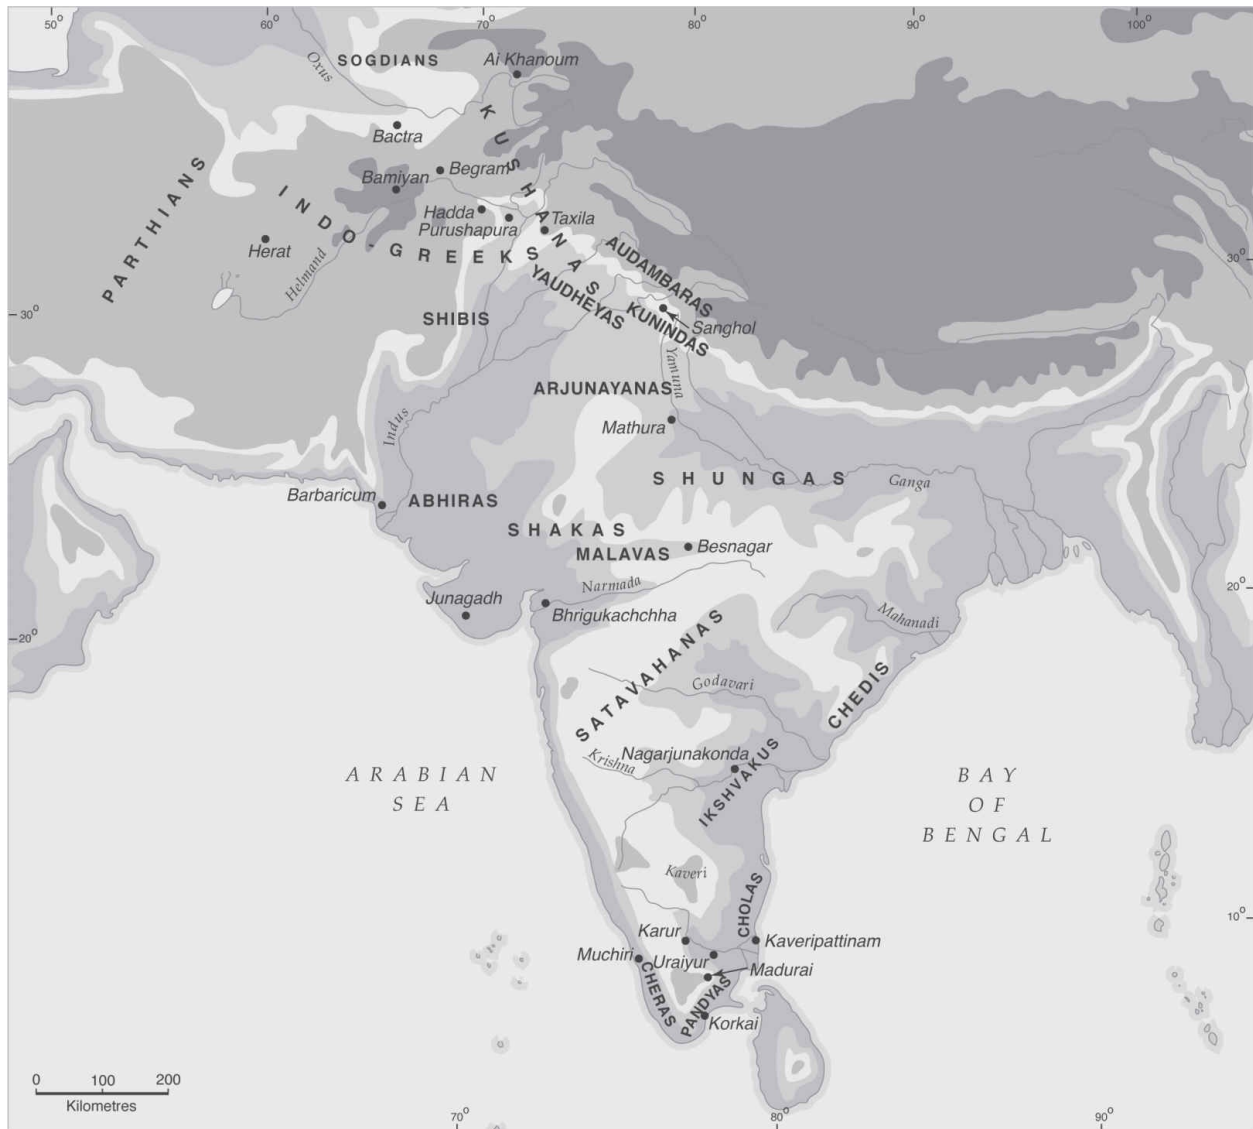 50°
60°
70°
80°
90°
100°
SOGDIANS
Ai Khanoum
Oxus
KUSHANAS
Bactra
PARTHIANS
Begram
Bamiyan
INDO-GREEKS
Hadda
Purushapura
Taxila
Herat
Helmand
AUDAMBARAS
30°
YAUDHEYAS
KUNINDAS
30°
SHIBIS
Sanghol
Yamuna
ARJUNAYANAS
Indus
Mathura
SHUNGAS
Ganga
Barbaricum
ABHIRAS
SHAKAS
MALAVAS
Besnagar
Narmada
20°
Junagadh
Bhrigukachchha
Mahanadi
20°
SATAVAHANAS
Godavari
CHEDIS
Nagarjunakonda
Krishna
IKSHVAKUS
ARABIAN
SEA
BAY
OF
BENGAL
Kaveri
CHOLAS
10°
Karur
Kaveripattinam
Muchiri
Uraiyur
Madurai
CHERAS
PANDYAS
Korkai
0 100 200
Kilometres
70°
80°
90°